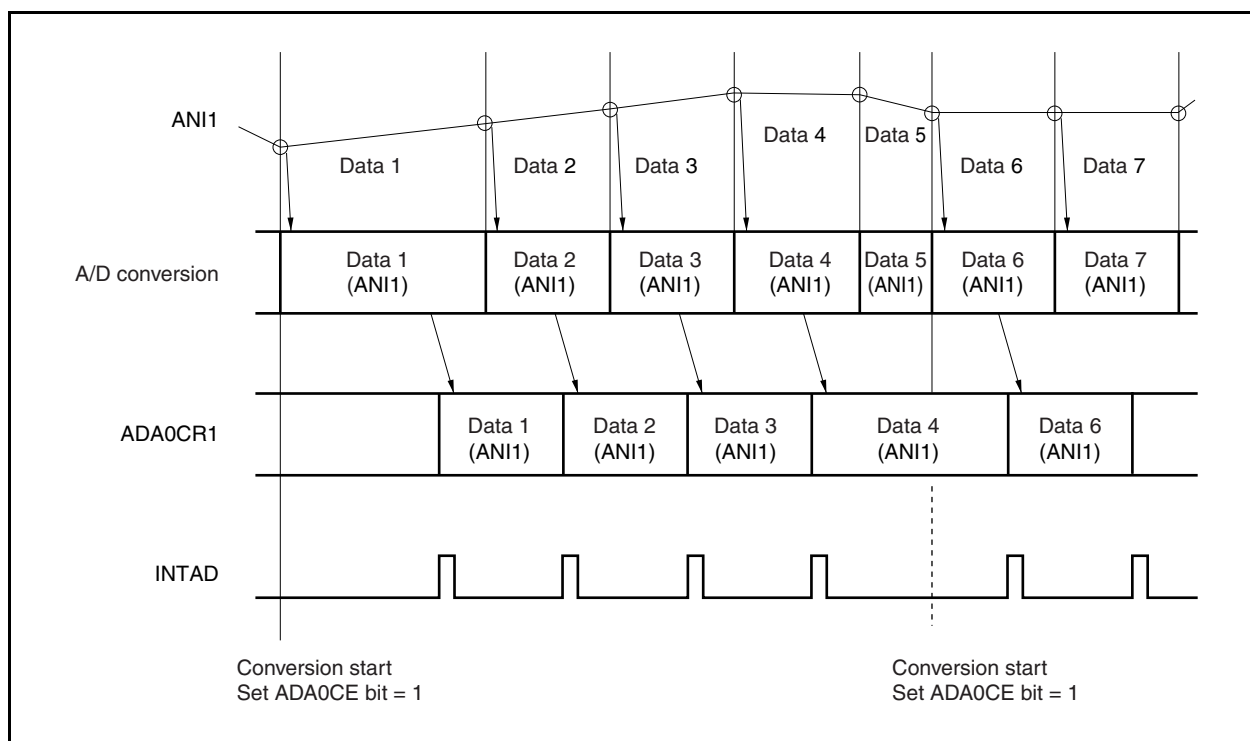 ANI1
Data 1
Data 2
Data 3
Data 4
Data 5
Data 6
Data 7
A/D conversion
Data 1
(ANI1)
Data 2
(ANI1)
Data 3
(ANI1)
Data 4
(ANI1)
Data 5
(ANI1)
Data 6
(ANI1)
Data 7
(ANI1)
ADA0CR1
Data 1
(ANI1)
Data 2
(ANI1)
Data 3
(ANI1)
Data 4
(ANI1)
Data 6
(ANI1)
INTAD
Conversion start
Set ADA0CE bit = 1
Conversion start
Set ADA0CE bit = 1